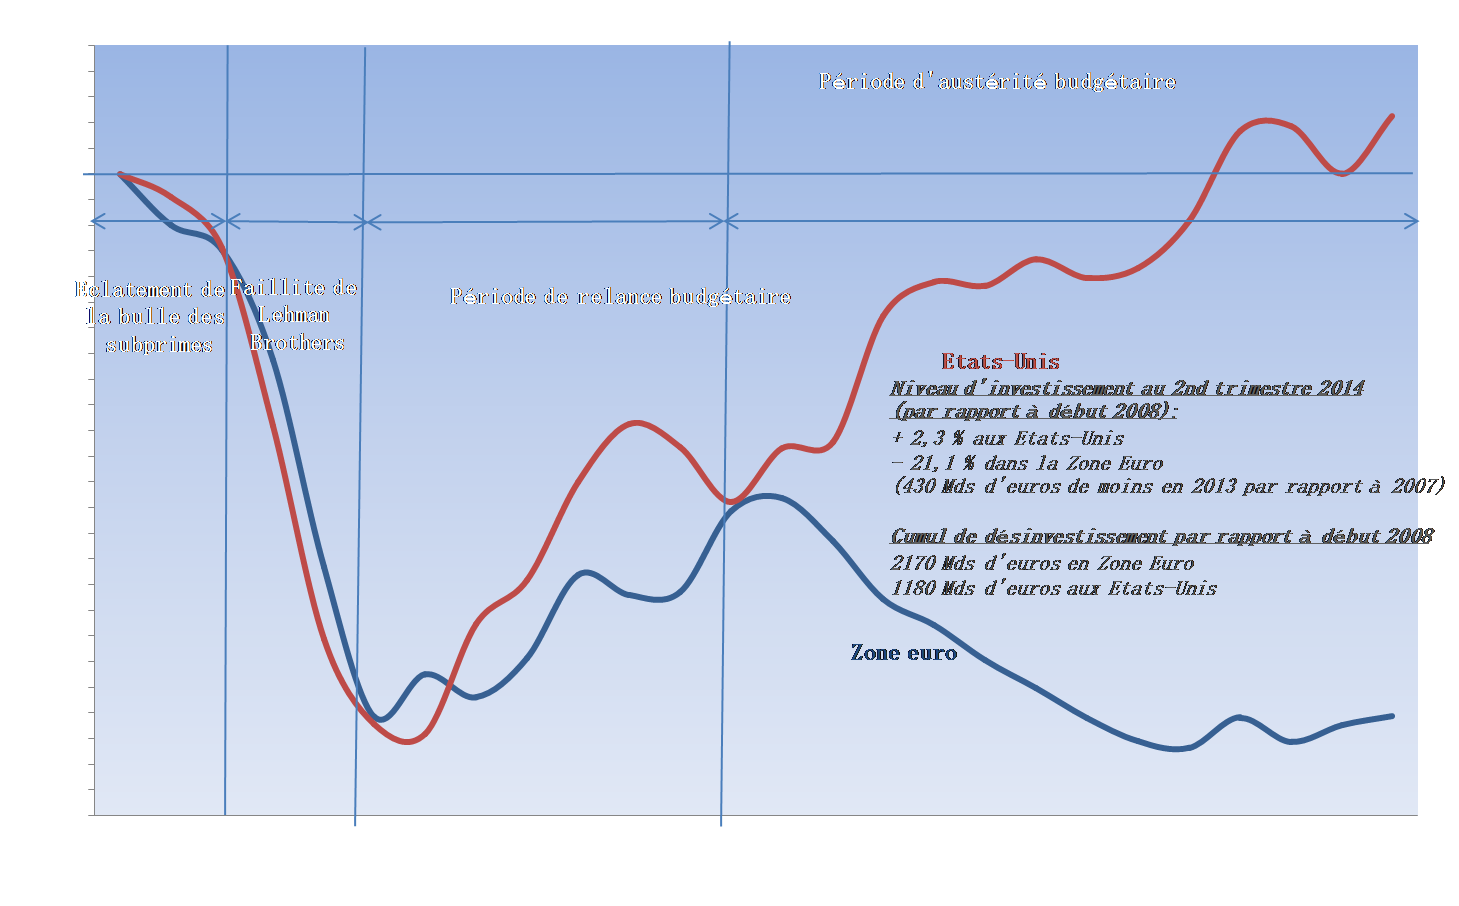 Période d'austérité budgétaire
Eclatement de
la bulle des
subprimes
Faillite de
Lehman
Brothers
Période de relance budgétaire
Etats-Unis
Niveau d'investissement au 2nd trimestre 2014
(par rapport à début 2008):
+ 2,3 % aux Etats-Unis
- 21,1 % dans la Zone Euro
(430 Mds d'euros de moins en 2013 par rapport à 2007)
Cumul de désinvestissement par rapport à début 2008
2170 Mds d'euros en Zone Euro
1180 Mds d'euros aux Etats-Unis
Zone euro